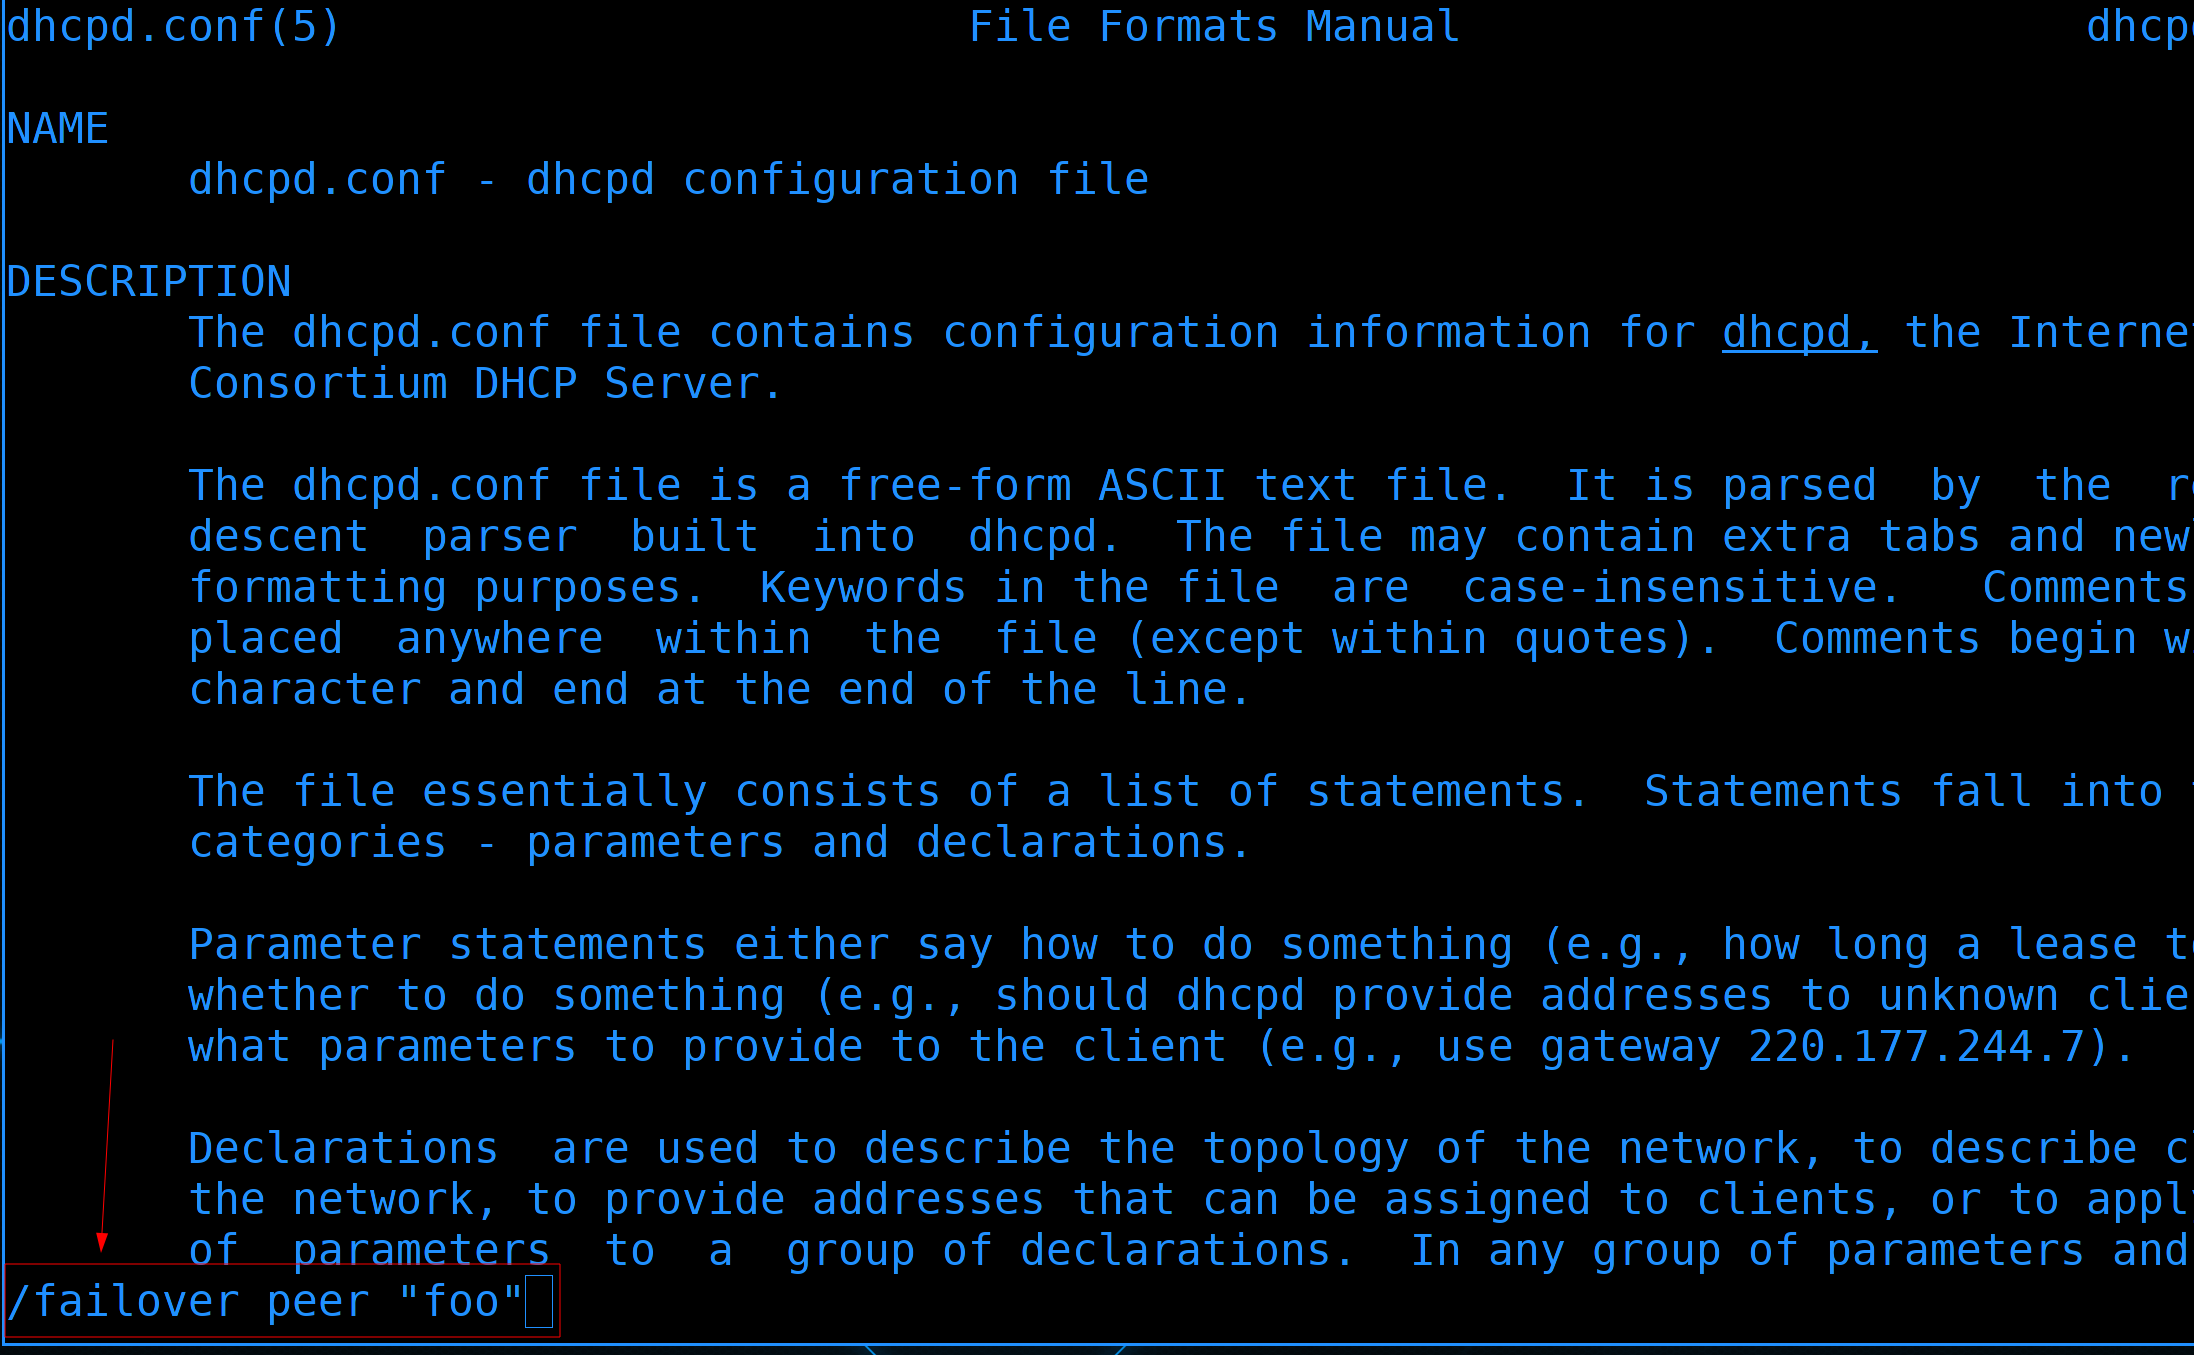 dhcpd.conf(5) File Formats Manual
NAME
dhcpd.conf - dhcpd configuration file
DESCRIPTION
The dhcpd.conf file contains configuration information for dhcpd, the Internet
Consortium DHCP Server.
The dhcpd.conf file is a free-form ASCII text file. It is parsed by the
descent parser built into dhcpd. The file may contain extra tabs and
formatting purposes. Keywords in the file are case-insensitive. Comments
placed anywhere within the file (except within quotes). Comments begin
character and end at the end of the line.
The file essentially consists of a list of statements. Statements fall into
categories - parameters and declarations.
Parameter statements either say how to do something (e.g., how long a lease
whether to do something (e.g., should dhcpd provide addresses to unknown
what parameters to provide to the client (e.g., use gateway 220.177.244.7).
Declarations are used to describe the topology of the network, to describe
the network, to provide addresses that can be assigned to clients, or to apply
of parameters to a group of declarations. In any group of parameters and
/failover peer "foo"